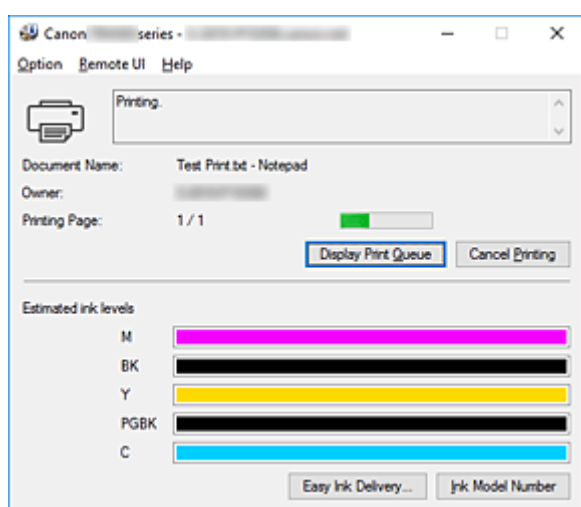 Canon series -
Option Remote UI Help
Printing.
Document Name: Test Print.txt - Notepad
Owner:
Printing Page: 1 / 1
Display Print Queue Cancel Printing
Estimated ink levels
M
BK
Y
PGBK
C
Easy Ink Delivery... Ink Model Number